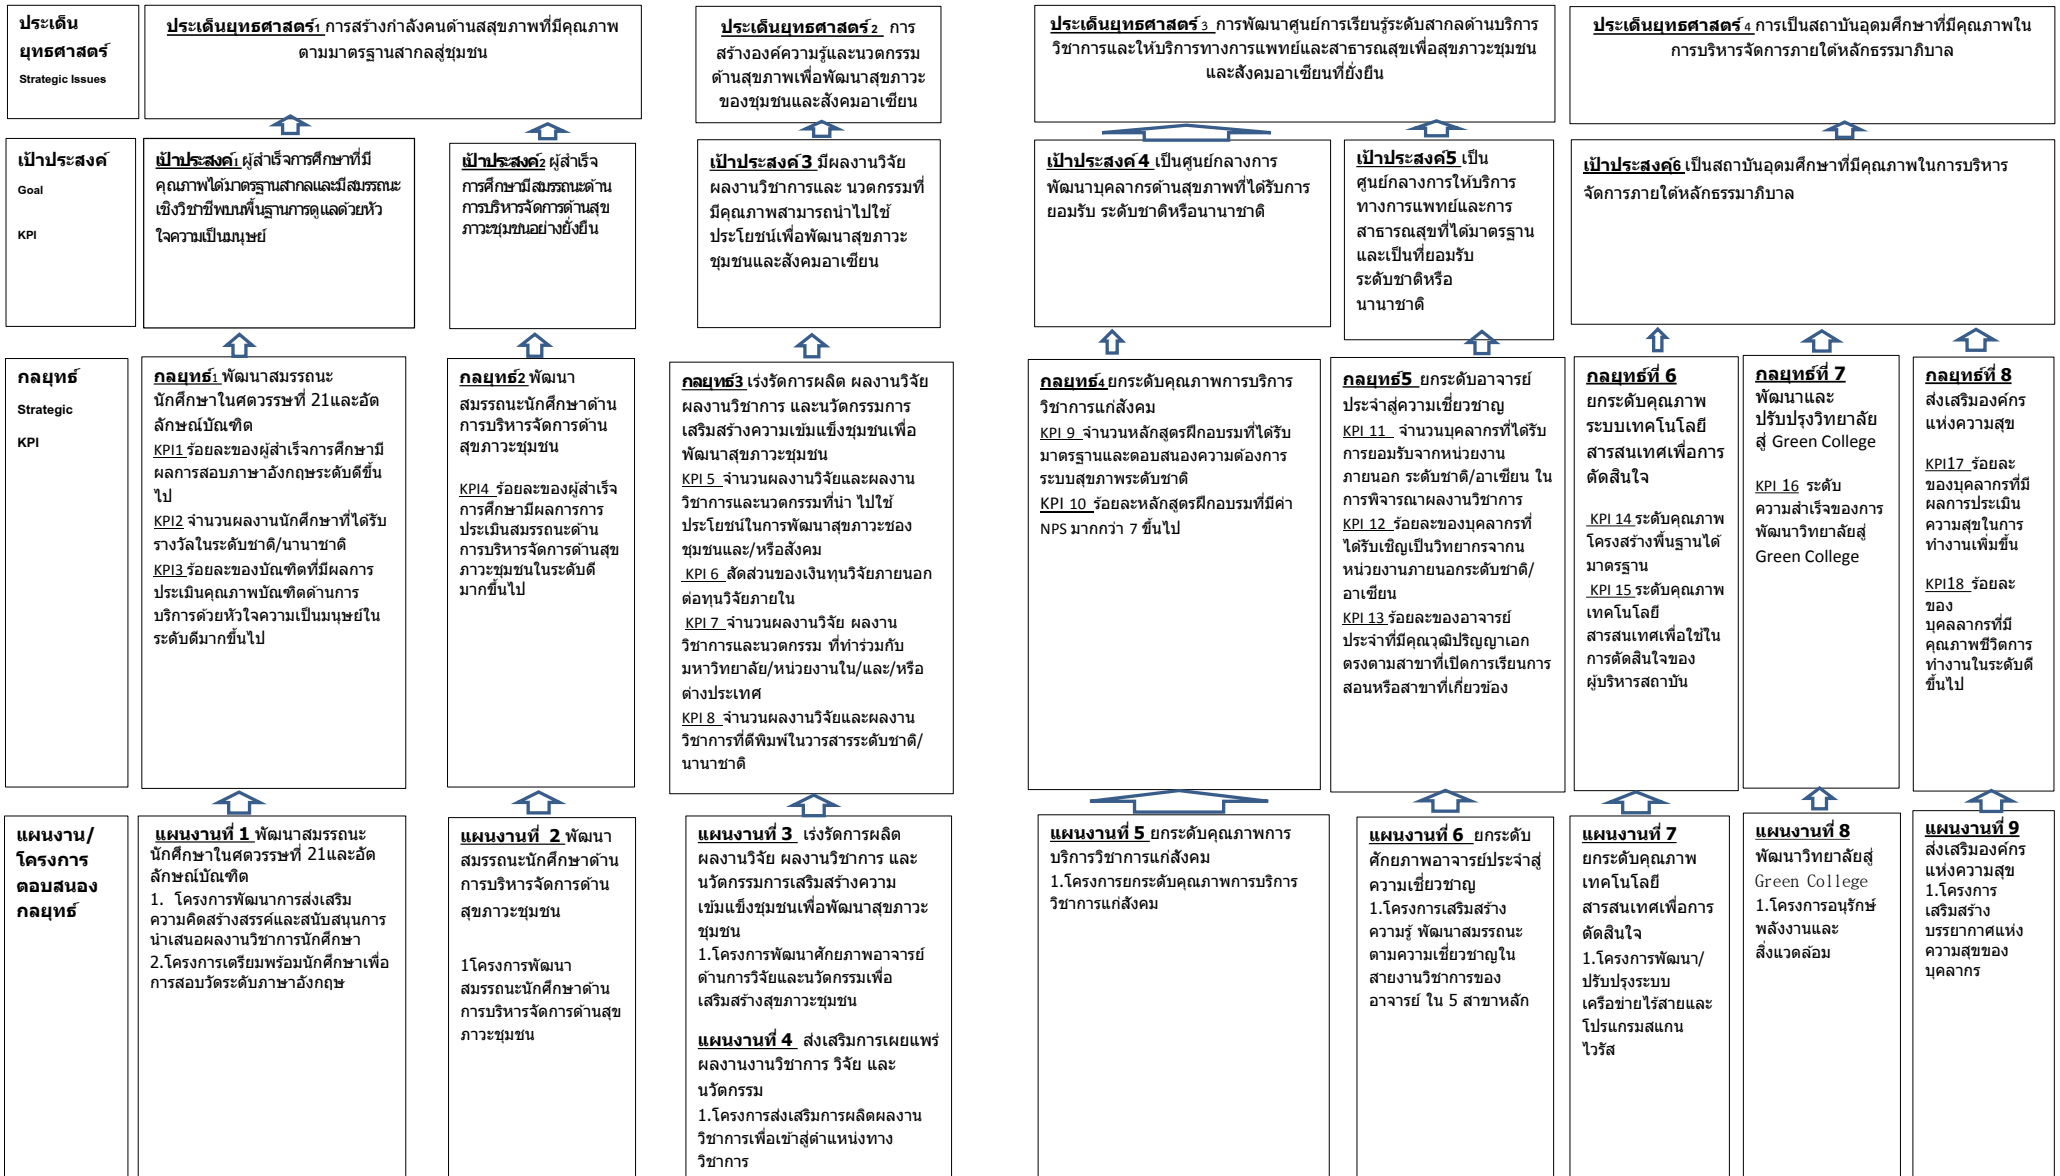 ประเด็น
ยุทธศาสตร์
Strategic Issues
ประเด็นยุทธศาสตร์1 การสร้างกำลังคนด้านสสุขภาพที่มีคุณภาพ
ตามมาตรฐานสากลสู่ชุมชน
ประเด็นยุทธศาสตร์2 การ
สร้างองค์ความรู้และนวตกรรม
ด้านสุขภาพเพื่อพัฒนาสุขภาวะ
ของชุมชนและสังคมอาเซียน
ประเด็นยุทธศาสตร์ 3 การพัฒนาศูนย์การเรียนรู้ระดับสากลด้านบริการ
วิชาการและให้บริการทางการแพทย์และสาธารณสุขเพื่อสุขภาวะชุมชน
และสังคมอาเซียนที่ยั่งยืน
ประเด็นยุทธศาสตร์ 4 การเป็นสถาบันอุดมศึกษาที่มีคุณภาพใน
การบริหารจัดการภายใต้หลักธรรมาภิบาล
เป้าประสงค์
Goal
KPI
เป้าประสงค์1 ผู้สำเร็จการศึกษาที่มี
คุณภาพได้มาตรฐานสากลและมีสมรรถนะ
เชิงวิชาชีพบนพื้นฐานการดูแลด้วยหัว
ใจความเป็นมนุษย์
เป้าประสงค์2 ผู้สำเร็จ
การศึกษามีสมรรถนะด้าน
การบริหารจัดการด้านสุข
ภาวะชุมชนอย่างยั่งยืน
เป้าประสงค์3 มีผลงานวิจัย
ผลงานวิชาการและ นวตกรรมที่
มีคุณภาพสามารถนำไปใช้
ประโยชน์เพื่อพัฒนาสุขภาวะ
ชุมชนและสังคมอาเซียน
เป้าประสงค์4 เป็นศูนย์กลางการ
พัฒนาบุคลากรด้านสุขภาพที่ได้รับการ
ยอมรับ ระดับชาติหรือนานาชาติ
เป้าประสงค์5 เป็น
ศูนย์กลางการให้บริการ
ทางการแพทย์และการ
สาธารณสุขที่ได้มาตรฐาน
และเป็นที่ยอมรับ
ระดับชาติหรือ
นานาชาติ
เป้าประสงค์6 เป็นสถาบันอุดมศึกษาที่มีคุณภาพในการบริหาร
จัดการภายใต้หลักธรรมาภิบาล
กลยุทธ์
Strategic
KPI
กลยุทธ์1 พัฒนาสมรรถนะ
นักศึกษาในศตวรรษที่ 21และอัต
ลักษณ์บัณฑิต
KPI1 ร้อยละของผู้สำเร็จการศึกษามี
ผลการสอบภาษาอังกฤษระดับดีขึ้น
ไป
KPI2 จำนวนผลงานนักศึกษาที่ได้รับ
รางวัลในระดับชาติ/นานาชาติ
KPI3 ร้อยละของบัณฑิตที่มีผลการ
ประเมินคุณภาพบัณฑิตด้านการ
บริการด้วยหัวใจความเป็นมนุษย์ใน
ระดับดีมากขึ้นไป
กลยุทธ์2 พัฒนา
สมรรถนะนักศึกษาด้าน
การบริหารจัดการด้าน
สุขภาวะชุมชน
KPI4 ร้อยละของผู้สำเร็จ
การศึกษามีผลการการ
ประเมินสมรรถนะด้าน
การบริหารจัดการด้านสุข
ภาวะชุมชนในระดับดี
มากขึ้นไป
กลยุทธ์3 เร่งรัดการผลิต ผลงานวิจัย
ผลงานวิชาการ และนวัตกรรมการ
เสริมสร้างความเข้มแข็งชุมชนเพื่อ
พัฒนาสุขภาวะชุมชน
KPI 5 จำนวนผลงานวิจัยและผลงาน
วิชาการและนวตกรรมที่นำ ไปใช้
ประโยชน์ในการพัฒนาสุขภาวะชอง
ชุมชนและ/หรือสังคม
KPI 6 สัดส่วนของเงินทุนวิจัยภายนอก
ต่อทุนวิจัยภายใน
KPI 7 จำนวนผลงานวิจัย ผลงาน
วิชาการและนวตกรรม ที่ทำร่วมกับ
มหาวิทยาลัย/หน่วยงานใน/และ/หรือ
ต่างประเทศ
KPI 8 จำนวนผลงานวิจัยและผลงาน
วิชาการที่ตีพิมพ์ในวารสารระดับชาติ/
นานาชาติ
กลยุทธ์4 ยกระดับคุณภาพการบริการ
วิชาการแก่สังคม
KPI 9 จำนวนหลักสูตรฝึกอบรมที่ได้รับ
มาตรฐานและตอบสนองความต้องการ
ระบบสุขภาพระดับชาติ
KPI 10 ร้อยละหลักสูตรฝึกอบรมที่มีค่า
NPS มากกว่า 7 ขึ้นไป
กลยุทธ์5 ยกระดับอาจารย์
ประจำสู่ความเชี่ยวชาญ
KPI 11 จำนวนบุคลากรที่ได้รับ
การยอมรับจากหน่วยงาน
ภายนอก ระดับชาติ/อาเซียน ใน
การพิจารณาผลงานวิชาการ
KPI 12 ร้อยละของบุคลากรที่
ได้รับเชิญเป็นวิทยากรจากน
หน่วยงานภายนอกระดับชาติ/
อาเซียน
KPI 13 ร้อยละของอาจารย์
ประจำที่มีคุณวุฒิปริญญาเอก
ตรงตามสาขาที่เปิดการเรียนการ
สอนหรือสาขาที่เกี่ยวข้อง
กลยุทธ์ที่ 6
ยกระดับคุณภาพ
ระบบเทคโนโลยี
สารสนเทศเพื่อการ
ตัดสินใจ
KPI 14 ระดับคุณภาพ
โครงสร้างพื้นฐานได้
มาตรฐาน
KPI 15 ระดับคุณภาพ
เทคโนโลยี
สารสนเทศเพื่อใช้ใน
การตัดสินใจของ
ผู้บริหารสถาบัน
กลยุทธ์ที่ 7
พัฒนาและ
ปรับปรุงวิทยาลัย
สู่ Green College
KPI 16 ระดับ
ความสำเร็จของการ
พัฒนาวิทยาลัยสู่
Green College
กลยุทธ์ที่ 8
ส่งเสริมองค์กร
แห่งความสุข
KPI17 ร้อยละ
ของบุคลากรที่มี
ผลการประเมิน
ความสุขในการ
ทำงานเพิ่มขึ้น
KPI18 ร้อยละ
ของ
บุคลลากรที่มี
คุณภาพชีวิตการ
ทำงานในระดับดี
ขึ้นไป
แผนงาน/
โครงการ
ตอบสนอง
กลยุทธ์
แผนงานที่ 1 พัฒนาสมรรถนะ
นักศึกษาในศตวรรษที่ 21และอัต
ลักษณ์บัณฑิต
1. โครงการพัฒนาการส่งเสริม
ความคิดสร้างสรรค์และสนับสนุนการ
นำเสนอผลงานวิชาการนักศึกษา
2.โครงการเตรียมพร้อมนักศึกษาเพื่อ
การสอบวัดระดับภาษาอังกฤษ
แผนงานที่ 2 พัฒนา
สมรรถนะนักศึกษาด้าน
การบริหารจัดการด้าน
สุขภาวะชุมชน
1โครงการพัฒนา
สมรรถนะนักศึกษาด้าน
การบริหารจัดการด้านสุข
ภาวะชุมชน
แผนงานที่ 3 เร่งรัดการผลิต
ผลงานวิจัย ผลงานวิชาการ และ
นวัตกรรมการเสริมสร้างความ
เข้มแข็งชุมชนเพื่อพัฒนาสุขภาวะ
ชุมชน
1.โครงการพัฒนาศักยภาพอาจารย์
ด้านการวิจัยและนวัตกรรมเพื่อ
เสริมสร้างสุขภาวะชุมชน
แผนงานที่ 4 ส่งเสริมการเผยแพร่
ผลงานงานวิชาการ วิจัย และ
นวัตกรรม
1.โครงการส่งเสริมการผลิตผลงาน
วิชาการเพื่อเข้าสู่ตำแหน่งทาง
วิชาการ
แผนงานที่ 5 ยกระดับคุณภาพการ
บริการวิชาการแก่สังคม
1.โครงการยกระดับคุณภาพการบริการ
วิชาการแก่สังคม
แผนงานที่ 6 ยกระดับ
ศักยภาพอาจารย์ประจำสู่
ความเชี่ยวชาญ
1.โครงการเสริมสร้าง
ความรู้ พัฒนาสมรรถนะ
ตามความเชี่ยวชาญใน
สายงานวิชาการของ
อาจารย์ ใน 5 สาขาหลัก
แผนงานที่ 7
ยกระดับคุณภาพ
เทคโนโลยี
สารสนเทศเพื่อการ
ตัดสินใจ
1.โครงการพัฒนา/
ปรับปรุงระบบ
เครือข่ายไร้สายและ
โปรแกรมสแกน
ไวรัส
แผนงานที่ 8
พัฒนาวิทยาลัยสู่
Green College
1.โครงการอนุรักษ์
พลังงานและ
สิ่งแวดล้อม
แผนงานที่ 9
ส่งเสริมองค์กร
แห่งความสุข
1.โครงการ
เสริมสร้าง
บรรยากาศแห่ง
ความสุขของ
บุคลากร